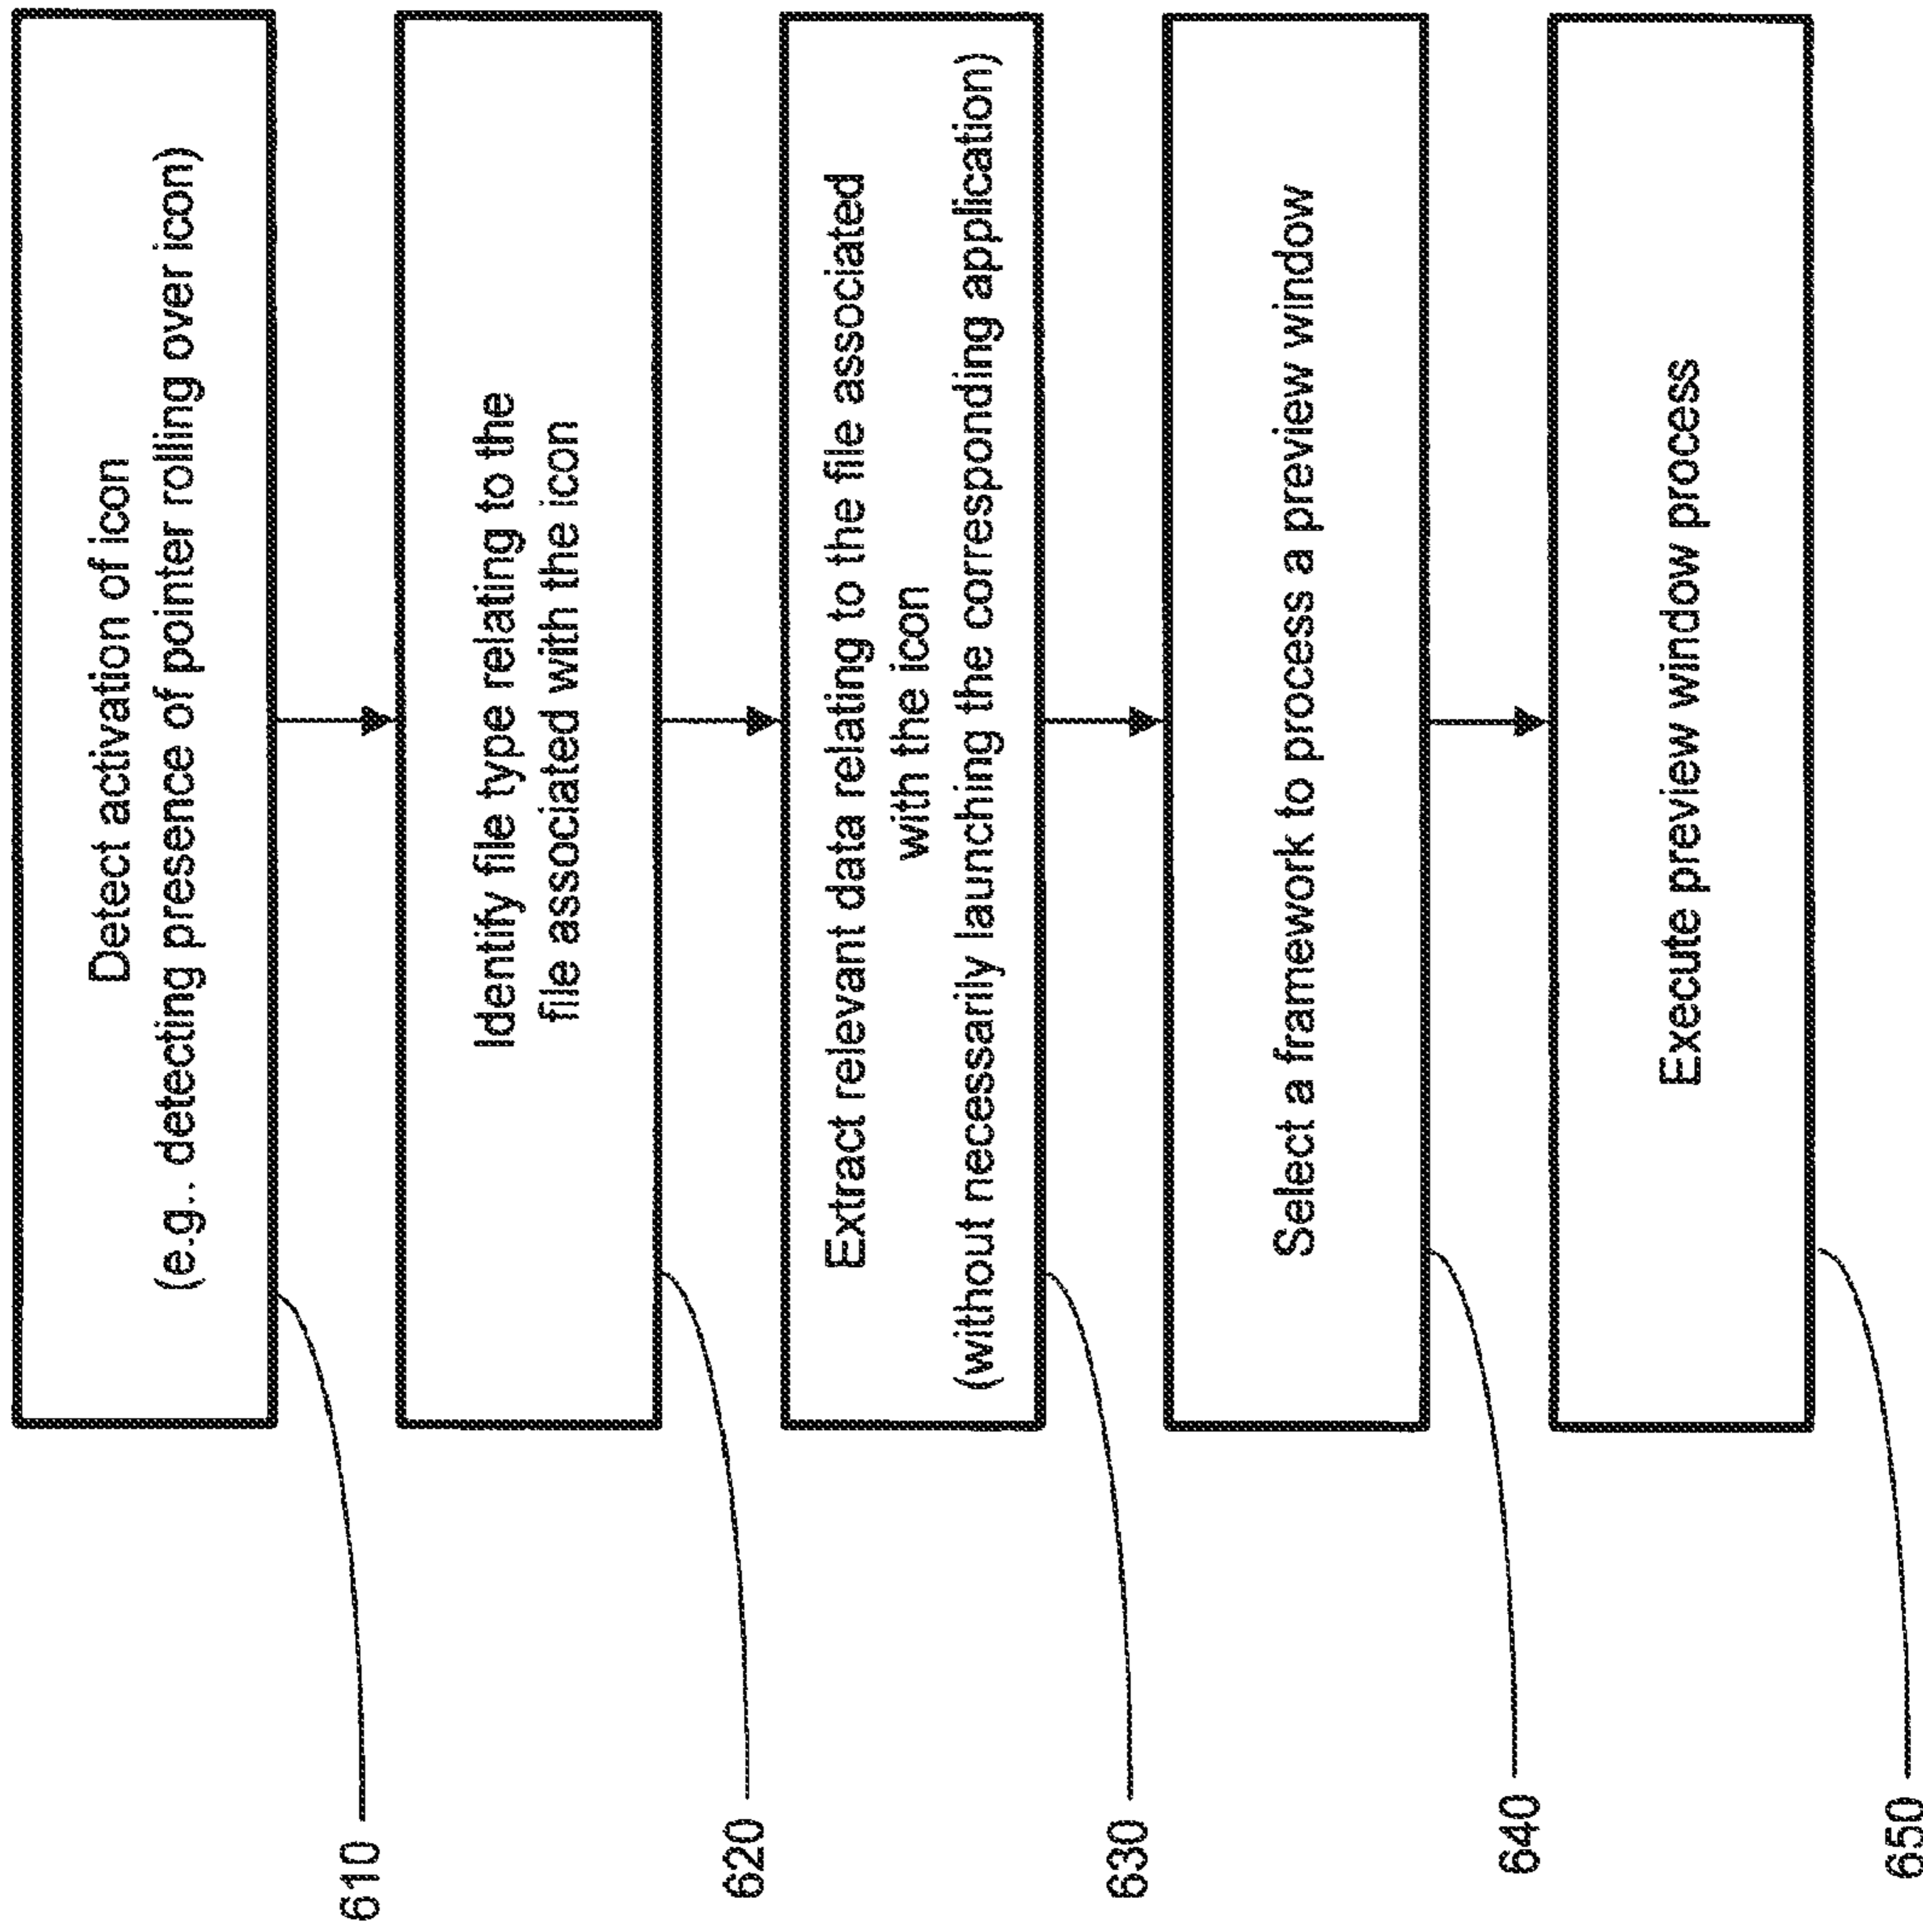 Detect activation of icon
(e.g.. detecting presence of pointer rolling over icon)
610
Identify file type relating to the
file associated with the icon
620
Extract relevant data relating to the file associated
with the icon
(without necessarily launching the corresponding application)
630
Select a framework to process a preview window
640
Execute preview window process
650